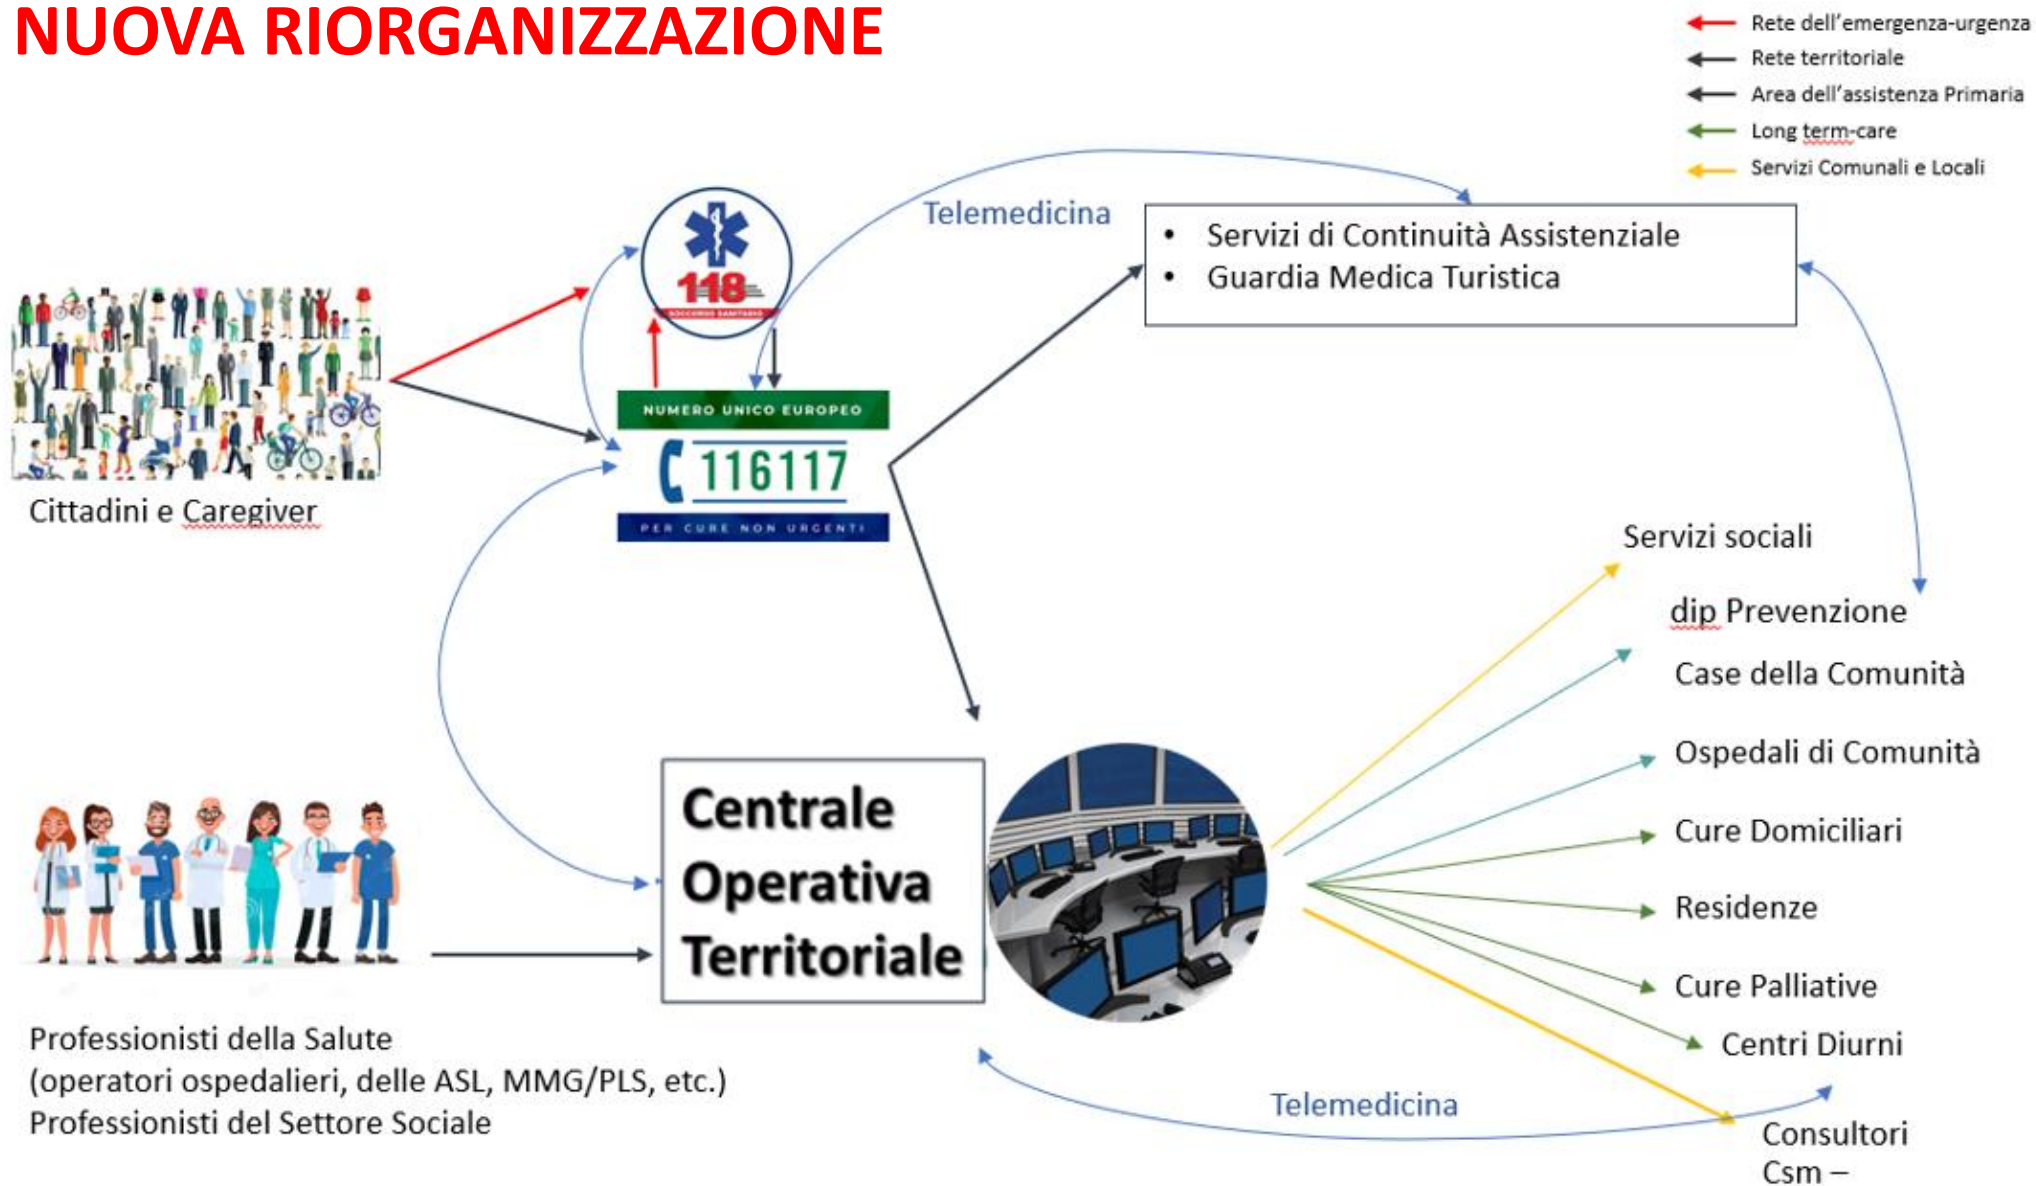 NUOVA RIORGANIZZAZIONE
Rete dell'emergenza-urgenza
Rete territoriale
Area dell'assistenza Primaria
Long term-care
Servizi Comunali e Locali
Telemedicina
• Servizi di Continuità Assistenziale
• Guardia Medica Turistica
118
SOCCORSO SANITARIO
NUMERO UNICO EUROPEO
116117
PER CURE NON URGENTI
Cittadini e Caregiver
Servizi sociali
dip Prevenzione
Case della Comunità
Ospedali di Comunità
Cure Domiciliari
Residenze
Cure Palliative
Centri Diurni
Consultori
Csm –
Centrale
Operativa
Territoriale
Telemedicina
Professionisti della Salute
(operatori ospedalieri, delle ASL, MMG/PLS, etc.)
Professionisti del Settore Sociale